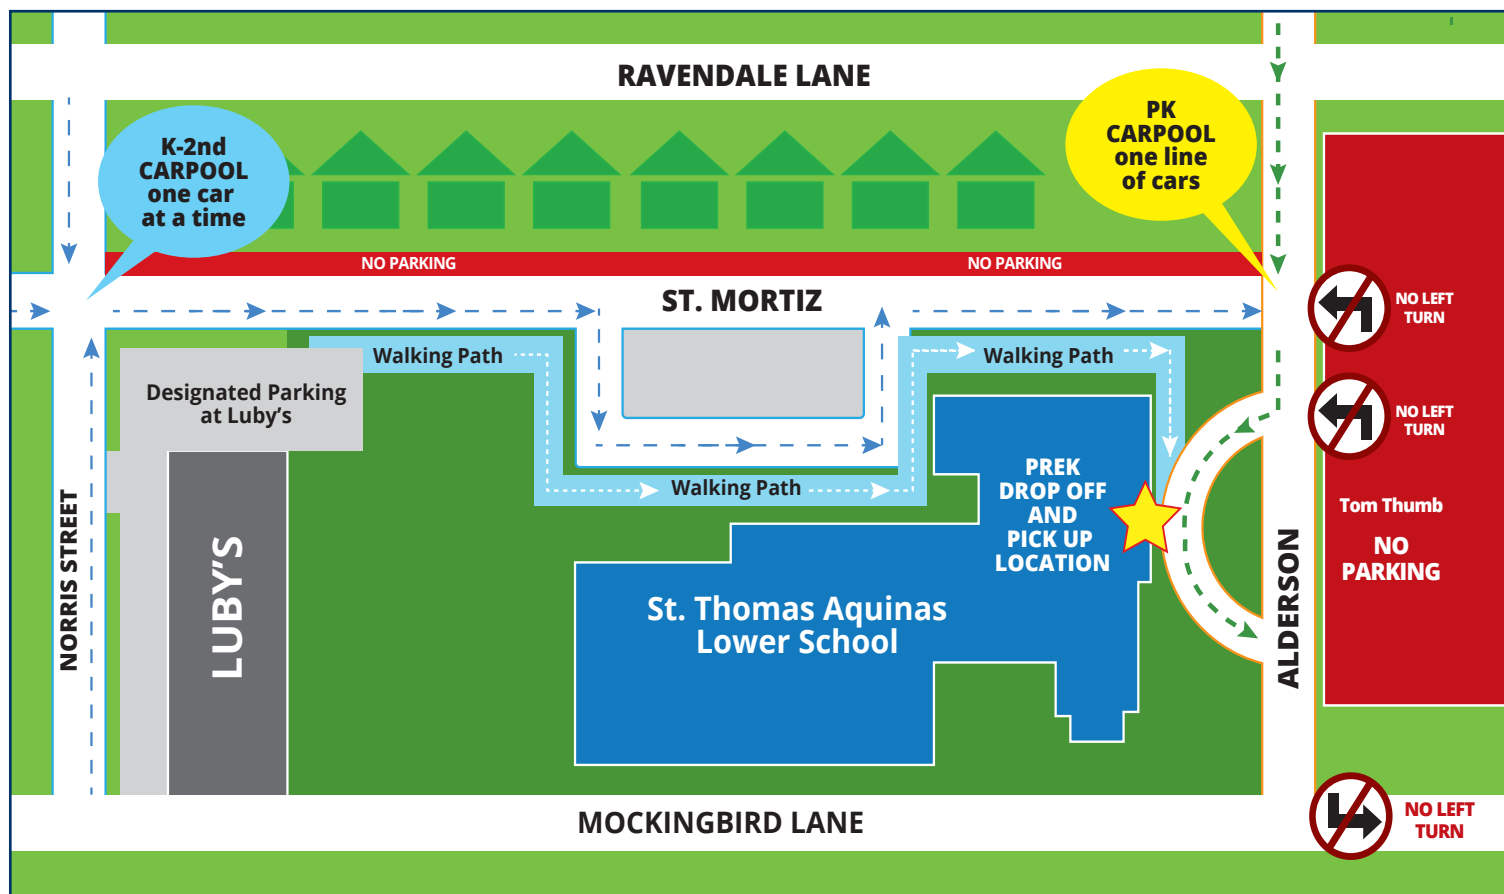 RAVENDALE LANE
K-2nd
CARPOOL
one car
at a time
PK
CARPOOL
one line
of cars
NO PARKING
NO PARKING
ST. MORTIZ
NO LEFT
TURN
Walking Path
Walking Path
Designated Parking
at Luby's
NO LEFT
TURN
Walking Path
PREK
DROP OFF
AND
PICK UP
LOCATION
Tom Thumb
NO
PARKING
NORRIS STREET
LUBY'S
St. Thomas Aquinas
Lower School
ALDERSON
MOCKINGBIRD LANE
NO LEFT
TURN